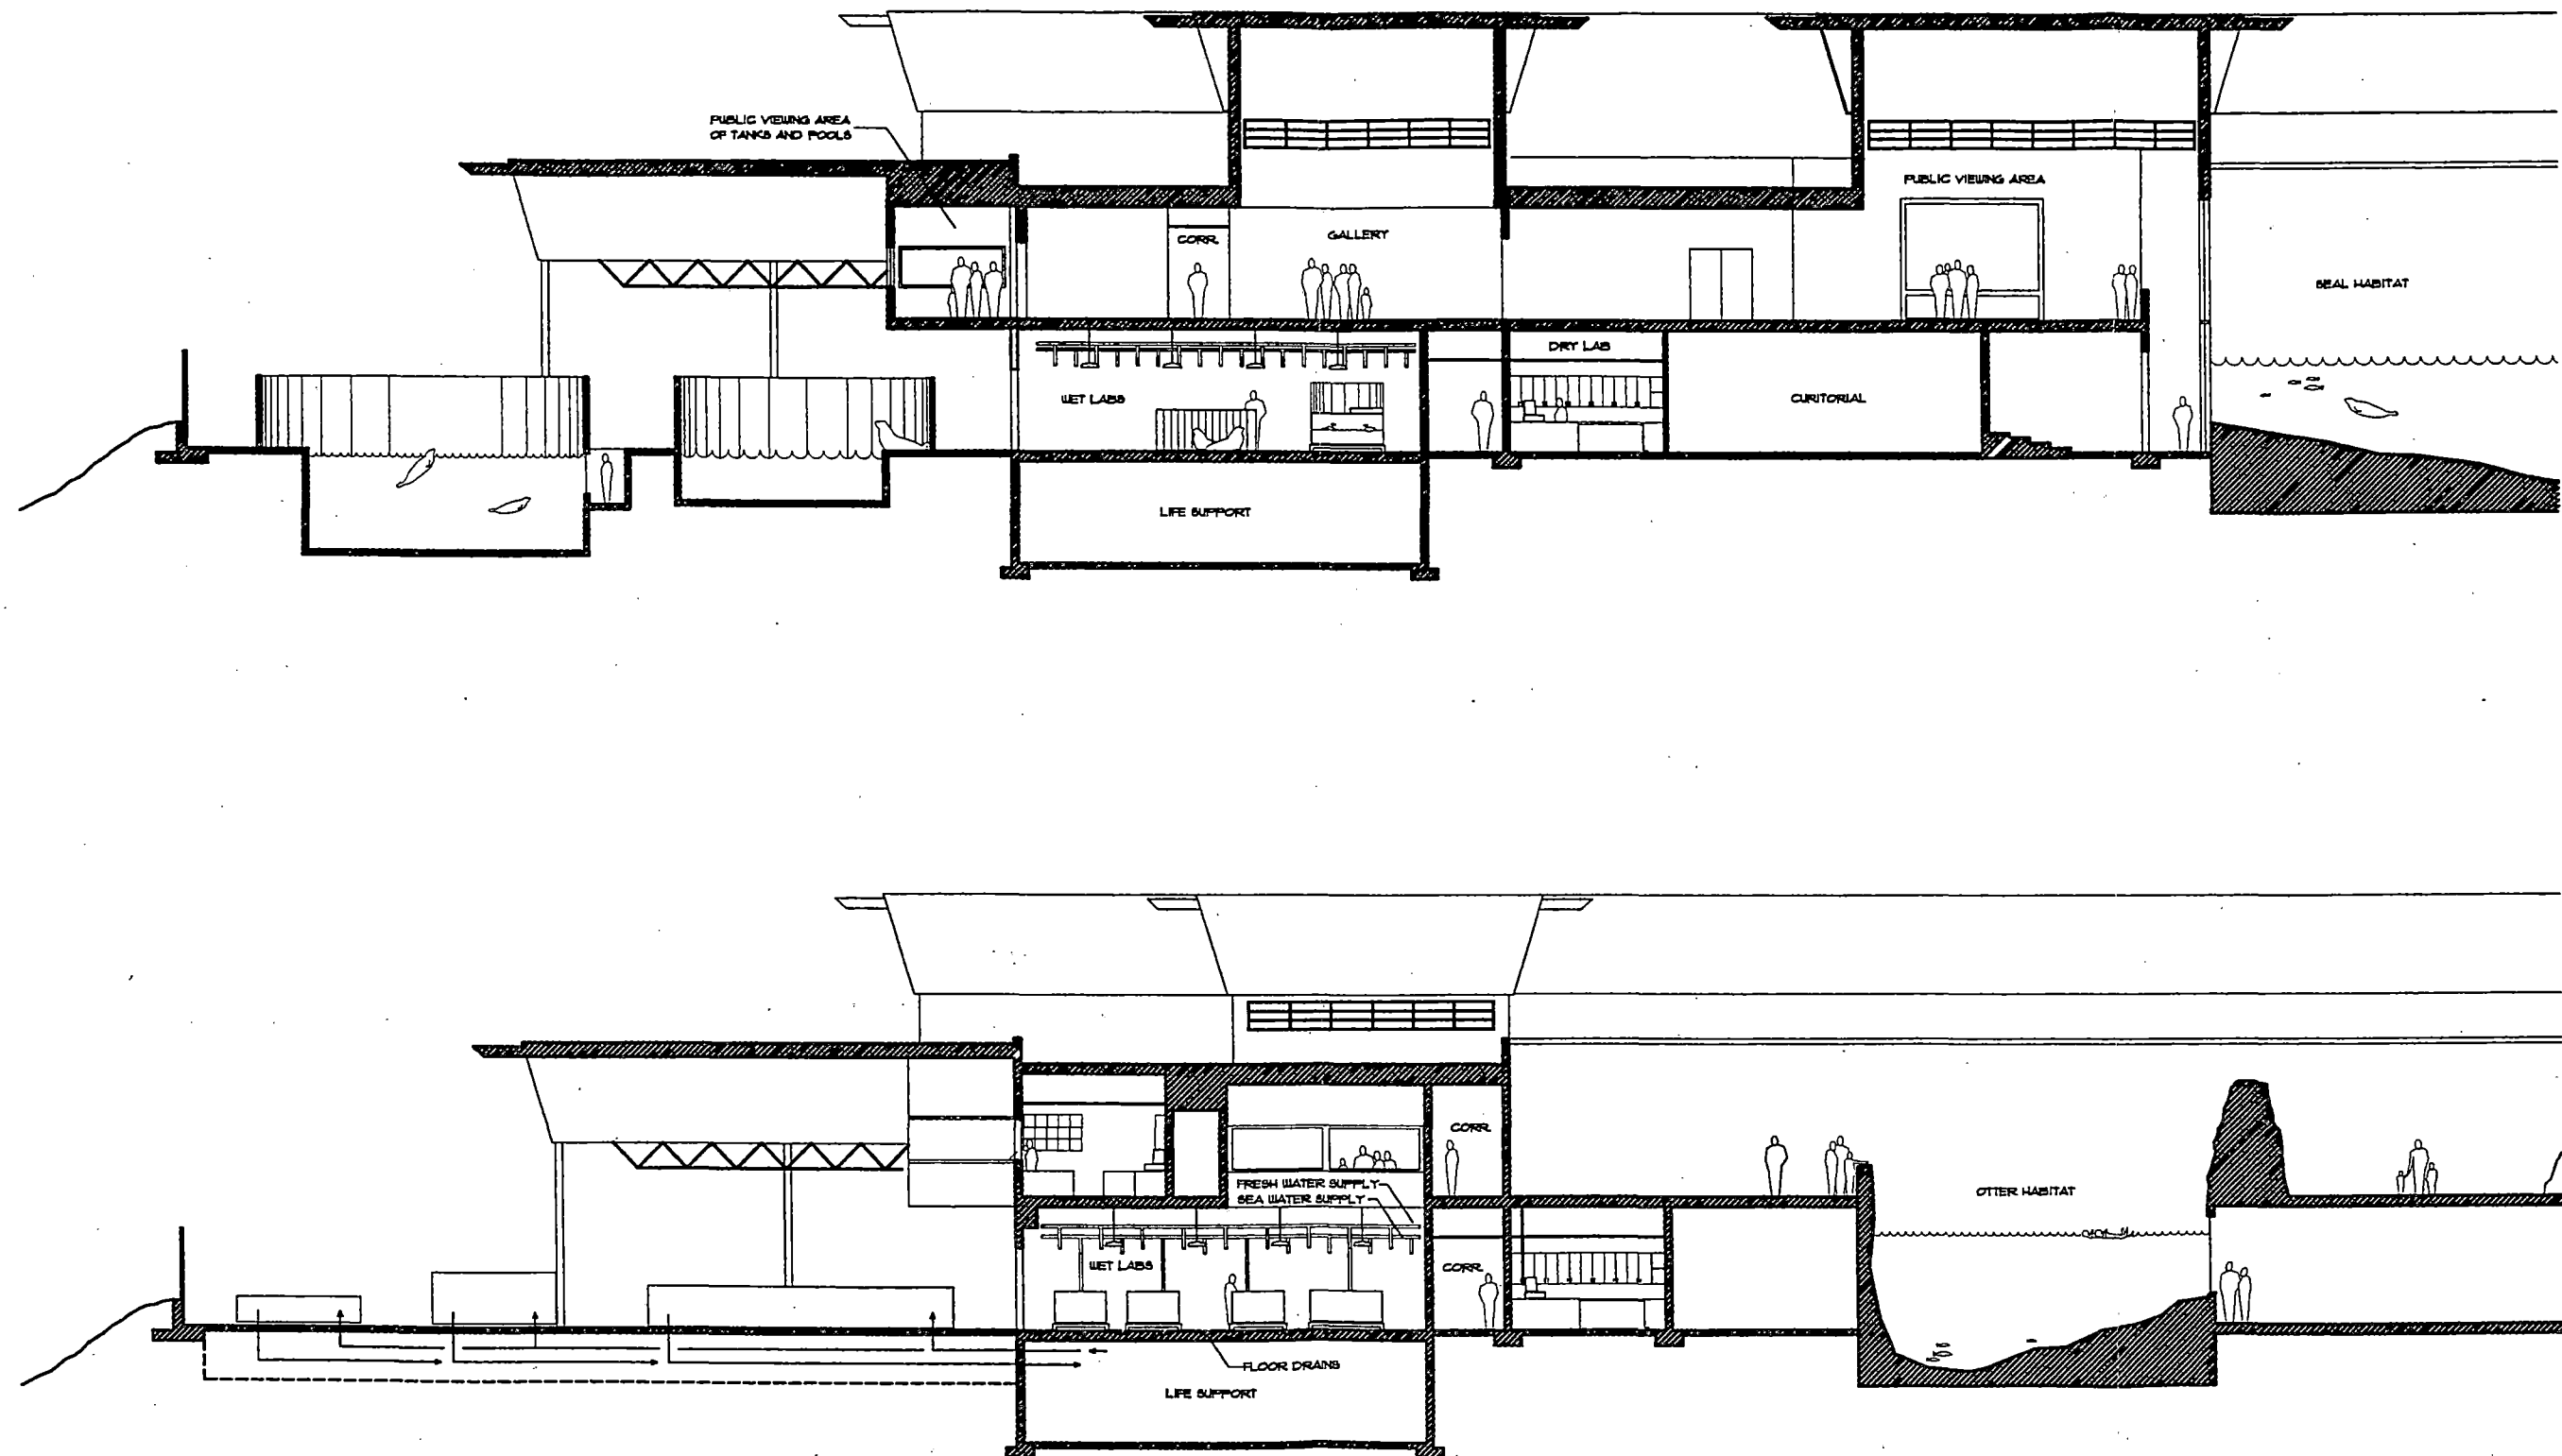 PUBLIC VIEWING AREA
OF TANKS AND POOLS
PUBLIC VIEWING AREA
CORR.
GALLERY
SEAL HABITAT
DRY LAB
WET LABS
CURITORIAL
LIFE SUPPORT
CORR.
FRESH WATER SUPPLY
SEA WATER SUPPLY
OTTER HABITAT
WET LABS
CORR.
FLOOR DRAINS
LIFE SUPPORT